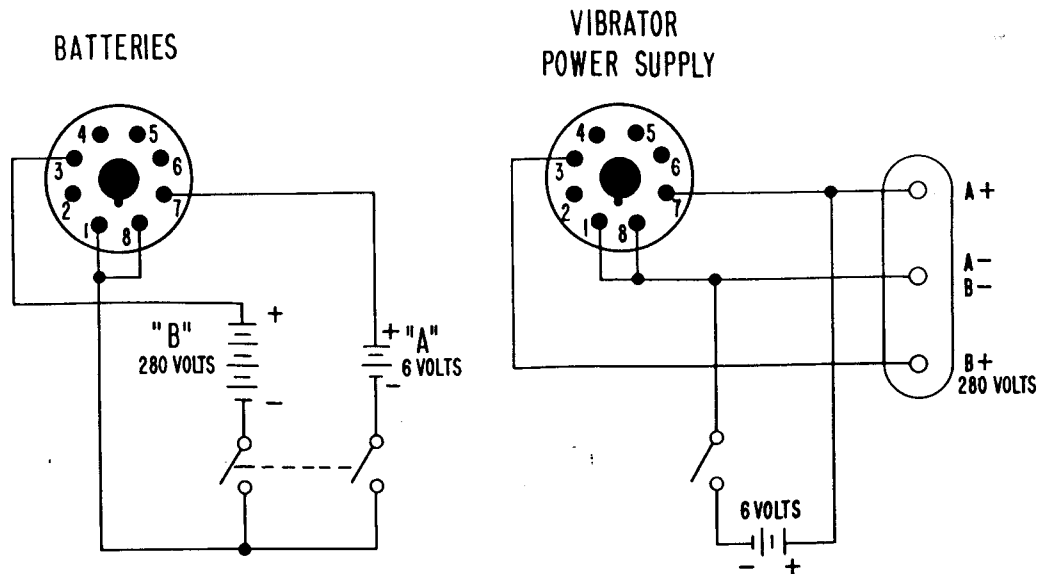 BATTERIES
4 5
3 6
2 7
1 8
+
"B"
280 VOLTS
-
+ "A"
6 VOLTS
-
VIBRATOR
POWER SUPPLY
4 5
3 6
2 7
1 8
A+
A-
B-
B+
280 VOLTS
6 VOLTS
- +